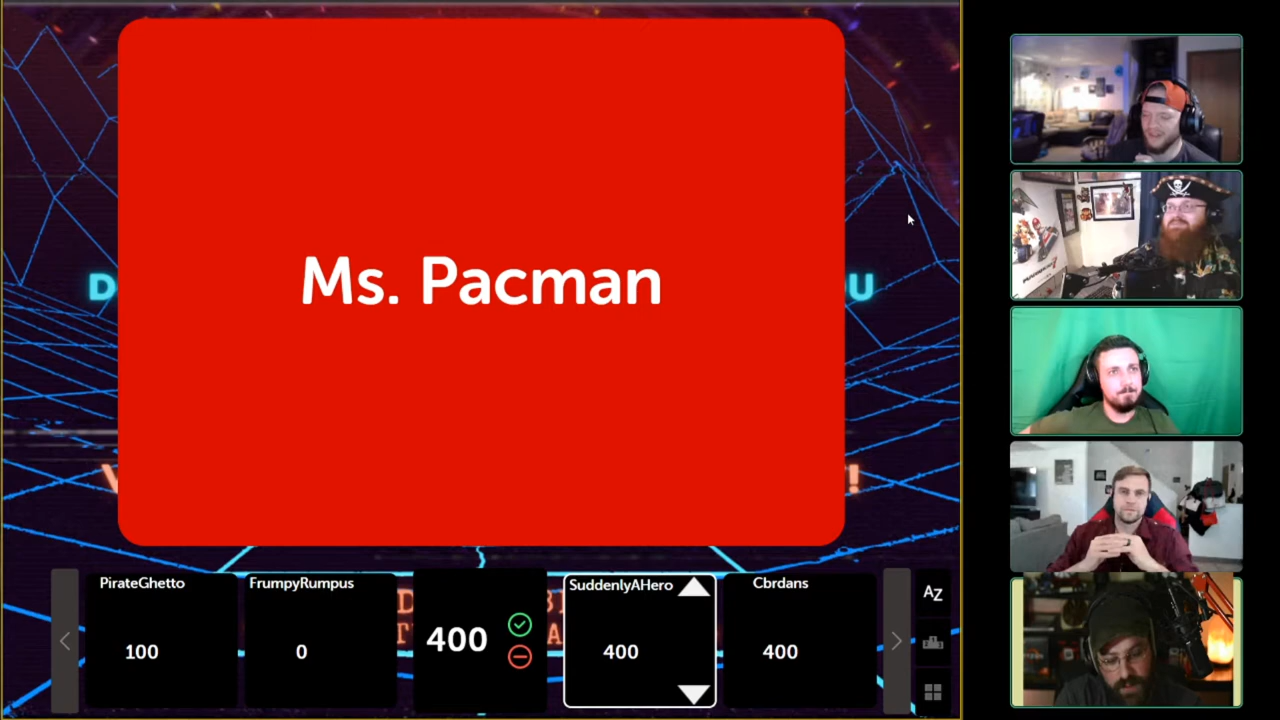 Ms. Pacman
D
U
!
PirateGhetto
FrumpyRumpus
SuddenlyAHero
Cbrdans
100
0
400
400
400
AZ